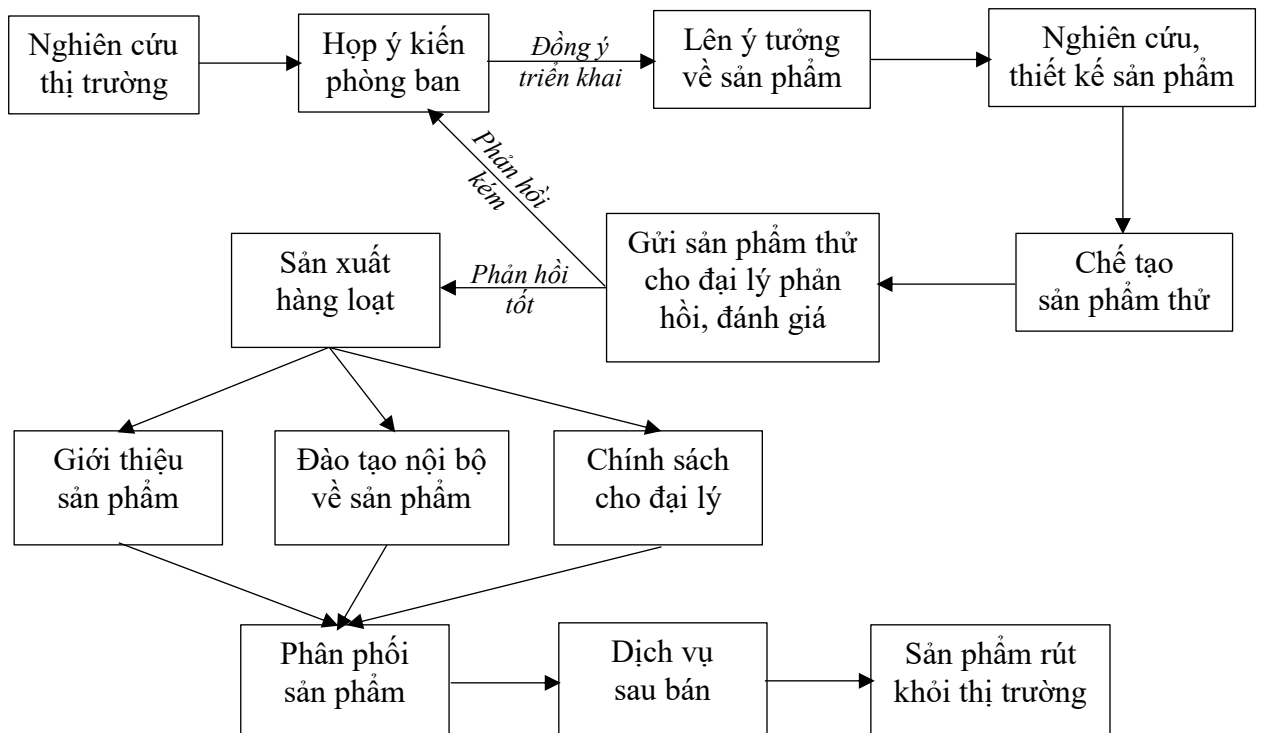 Nghiên cứu
thị trường
Họp ý kiến
phòng ban
Đồng ý
triển khai
Lên ý tưởng
về sản phẩm
Nghiên cứu,
thiết kế sản phẩm
Phản hồi
kém
Sản xuất
hàng loạt
Phản hồi
tốt
Gửi sản phẩm thử
cho đại lý phản
hồi, đánh giá
Chế tạo
sản phẩm thử
Giới thiệu
sản phẩm
Đào tạo nội bộ
về sản phẩm
Chính sách
cho đại lý
Phân phối
sản phẩm
Dịch vụ
sau bán
Sản phẩm rút
khỏi thị trường